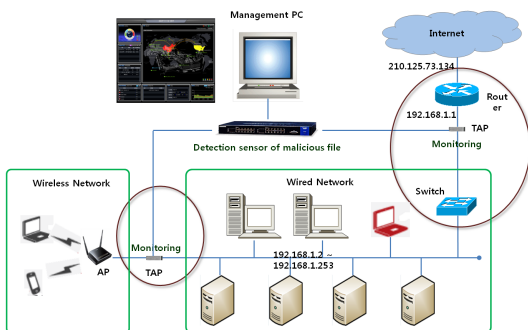 Management PC
Internet
210.125.73.134
Rout
er
192.168.1.1
TAP
Monitoring
Detection sensor of malicious file
Switch
Wireless Network
Wired Network
Monitoring
AP
TAP
192.168.1.2 ~
192.168.1.253